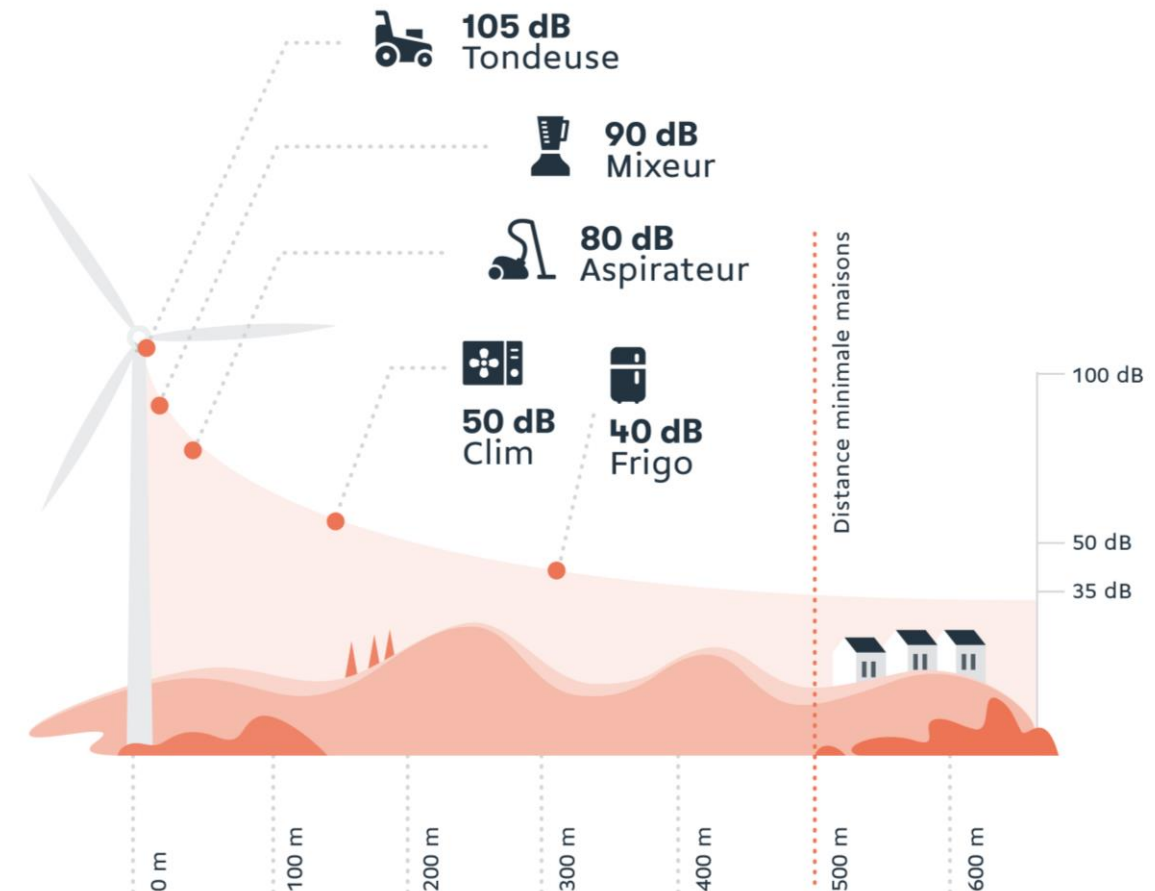 105 dB
Tondeuse
90 dB
Mixeur
80 dB
Aspirateur
50 dB
Clim
40 dB
Frigo
Distance minimale maisons
100 dB
50 dB
35 dB
0 m
100 m
200 m
300 m
400 m
500 m
600 m